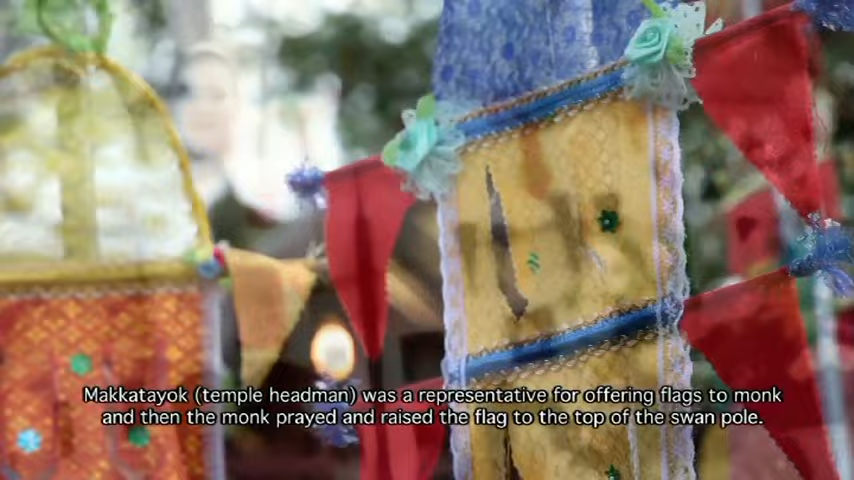 Makkatayok (temple headman) was a representative for offering flags to monk
and then the monk prayed and raised the flag to the top of the swan pole.